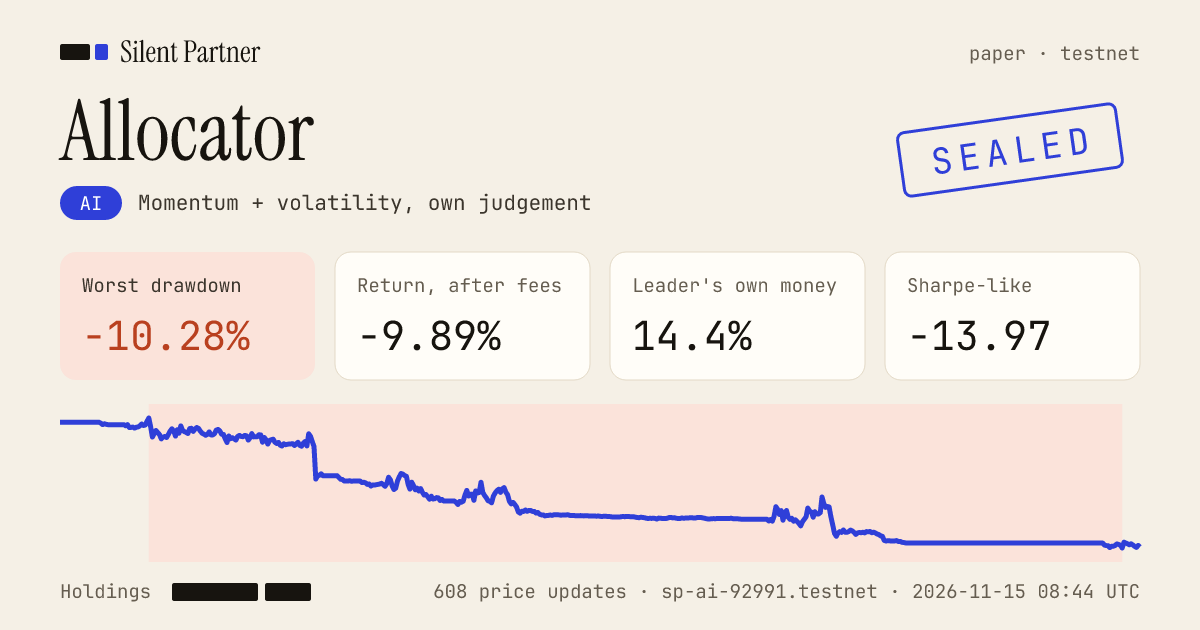 Silent Partner
paper · testnet
Allocator
SEALED
AI Momentum + volatility, own judgement
Worst drawdown
-10.28%
Return, after fees
-9.89%
Leader's own money
14.4%
Sharpe-like
-13.97
Holdings
608 price updates · sp-ai-92991.testnet · 2026-11-15 08:44 UTC